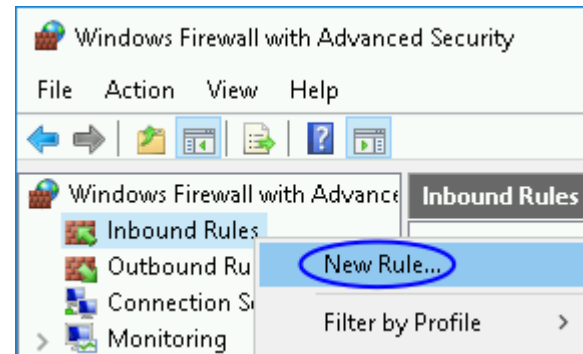 Windows Firewall with Advanced Security
File Action View Help
Windows Firewall with Advance
Inbound Rules
Inbound Rules
Outbound Ru
New Rule...
Connection S
Filter by Profile
Monitoring